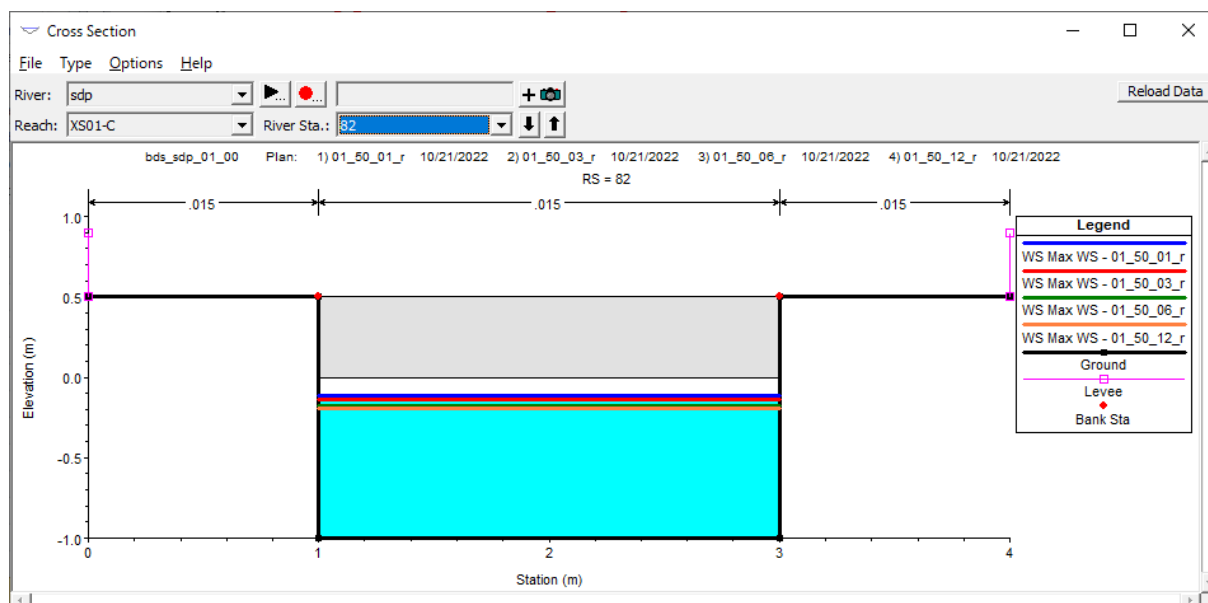 Cross Section
File Type Options Help
River: sdp Reload Data
Reach: XS01-C River Sta.: 82
bds_sdp_01_00 Plan: 1) 01_50_01_r 10/21/2022 2) 01_50_03_r 10/21/2022 3) 01_50_06_r 10/21/2022 4) 01_50_12_r 10/21/2022
RS = 82
.015 .015 .015
1.0
0.5
0.0
-0.5
-1.0
Elevation (m)
0 1 2 3 4
Station (m)
Legend
WS Max WS - 01_50_01_r
WS Max WS - 01_50_03_r
WS Max WS - 01_50_06_r
WS Max WS - 01_50_12_r
Ground
Levee
Bank Sta